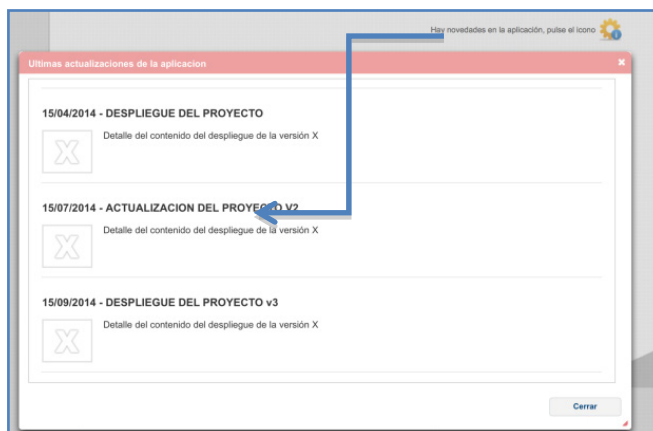 Hay novedades en la aplicación, pulse el icono
Ultimas actualizaciones de la aplicacion
15/04/2014 - DESPLIEGUE DEL PROYECTO
Detalle del contenido del despliegue de la versión X
15/07/2014 - ACTUALIZACION DEL PROYECTO V2
Detalle del contenido del despliegue de la versión X
15/09/2014 - DESPLIEGUE DEL PROYECTO v3
Detalle del contenido del despliegue de la versión X
Cerrar